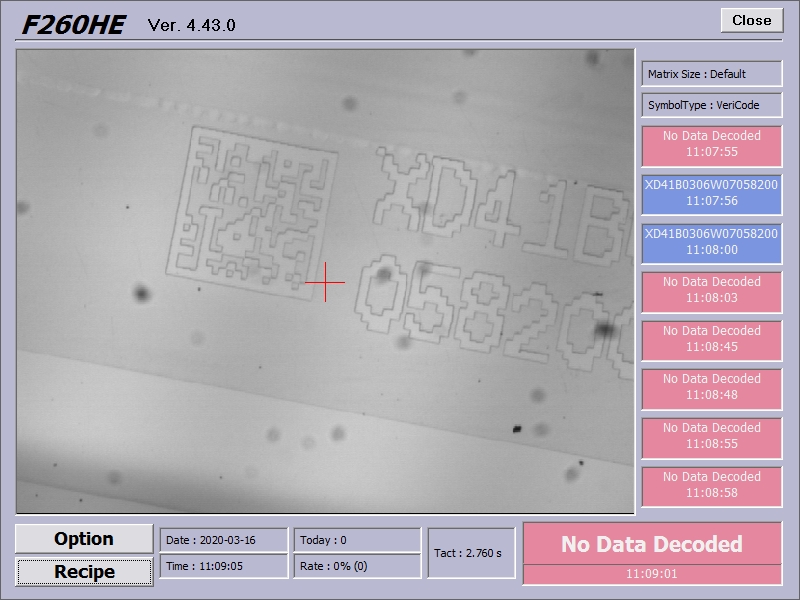 F260HE Ver. 4.43.0
Close
Matrix Size : Default
SymbolType : VeriCode
No Data Decoded
11:07:55
XD41B0306W07058200
11:07:56
XD41B0306W07058200
11:08:00
No Data Decoded
11:08:03
No Data Decoded
11:08:45
No Data Decoded
11:08:48
No Data Decoded
11:08:55
No Data Decoded
11:08:58
XD41B
058200
Option
Recipe
Date : 2020-03-16
Time : 11:09:05
Today : 0
Rate : 0% (0)
Tact : 2.760 s
No Data Decoded
11:09:01